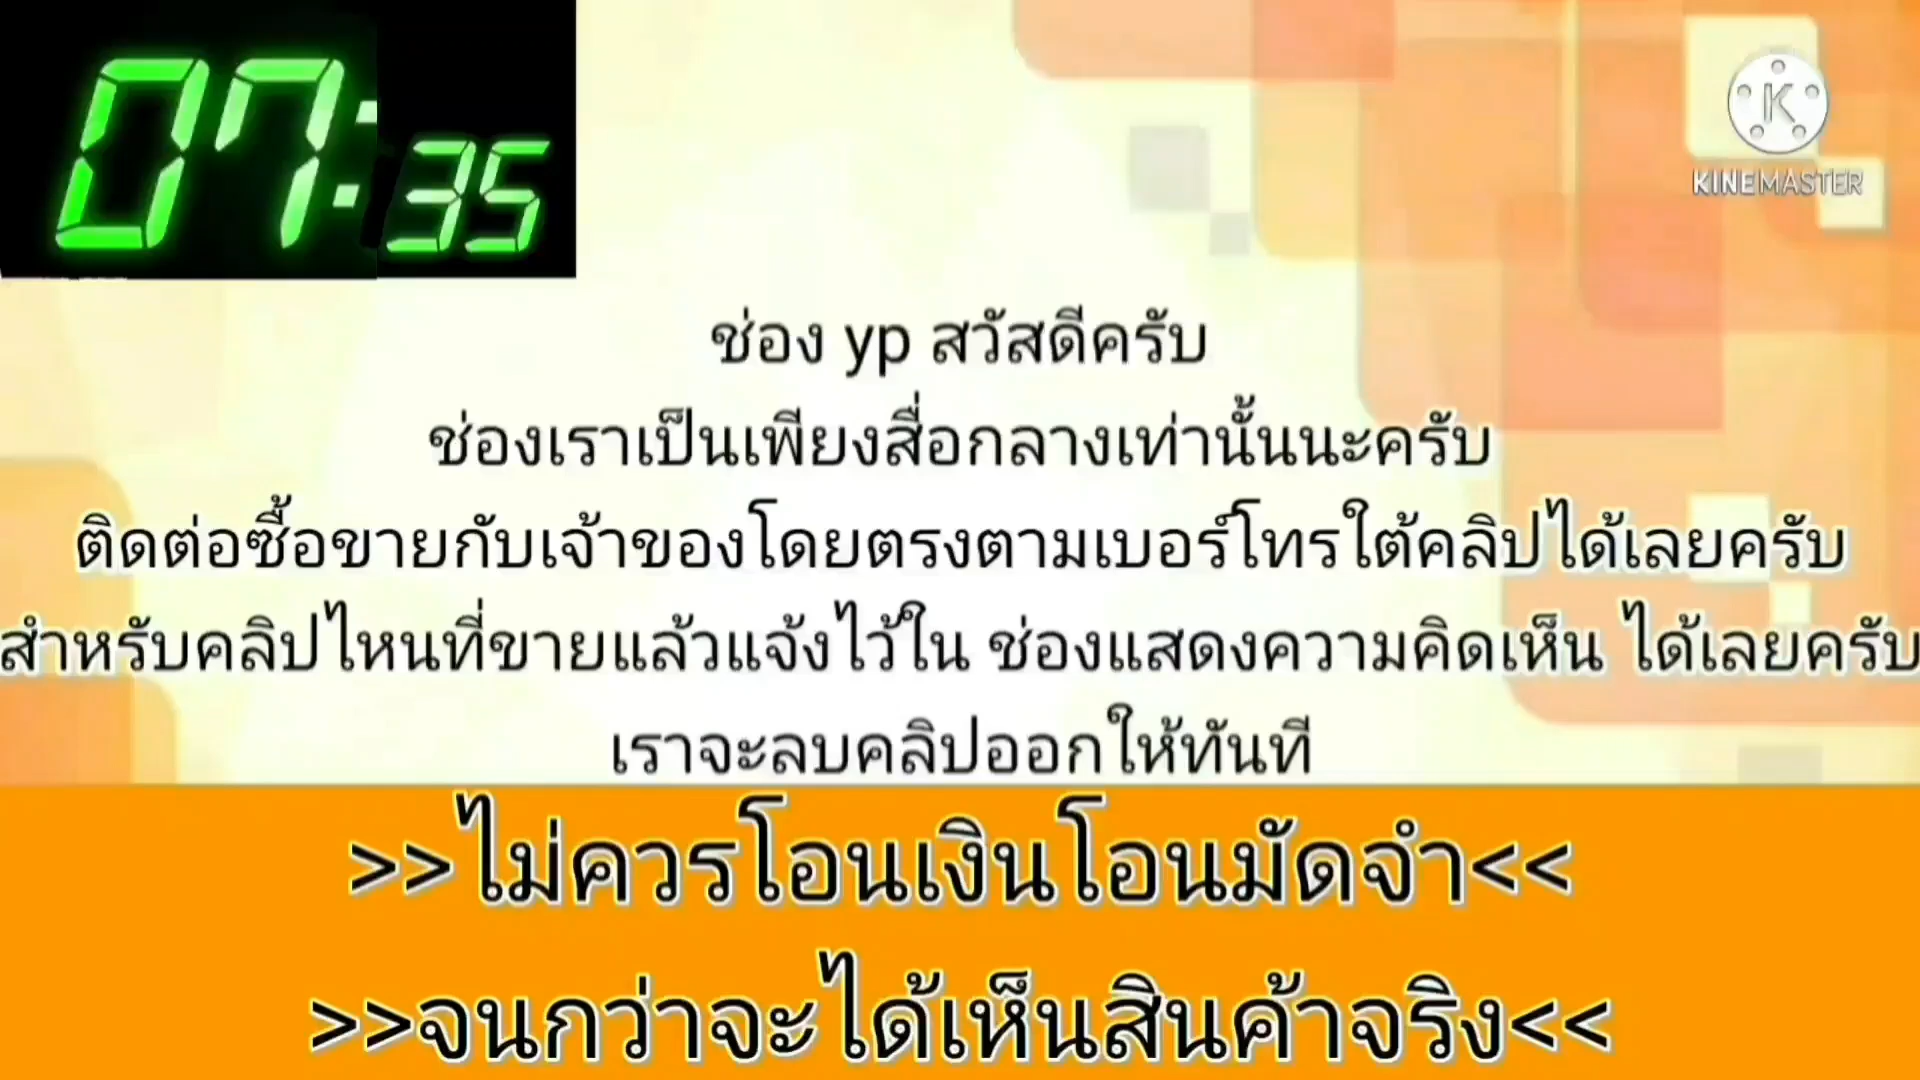 07:35
KINEMASTER
ช่อง yp สวัสดีครับ
ช่องเราเป็นเพียงสื่อกลางเท่านั้นนะครับ
ติดต่อซื้อขายกับเจ้าของโดยตรงตามเบอร์โทรใต้คลิปได้เลยครับ
สำหรับคลิปไหนที่ขายแล้วแจ้งไว้ใน ช่องแสดงความคิดเห็น ได้เลยครับ
เราจะลบคลิปออกให้ทันที
>>ไม่ควรโอนเงินโอนมัดจำ<<
>>จนกว่าจะได้เห็นสินค้าจริง<<